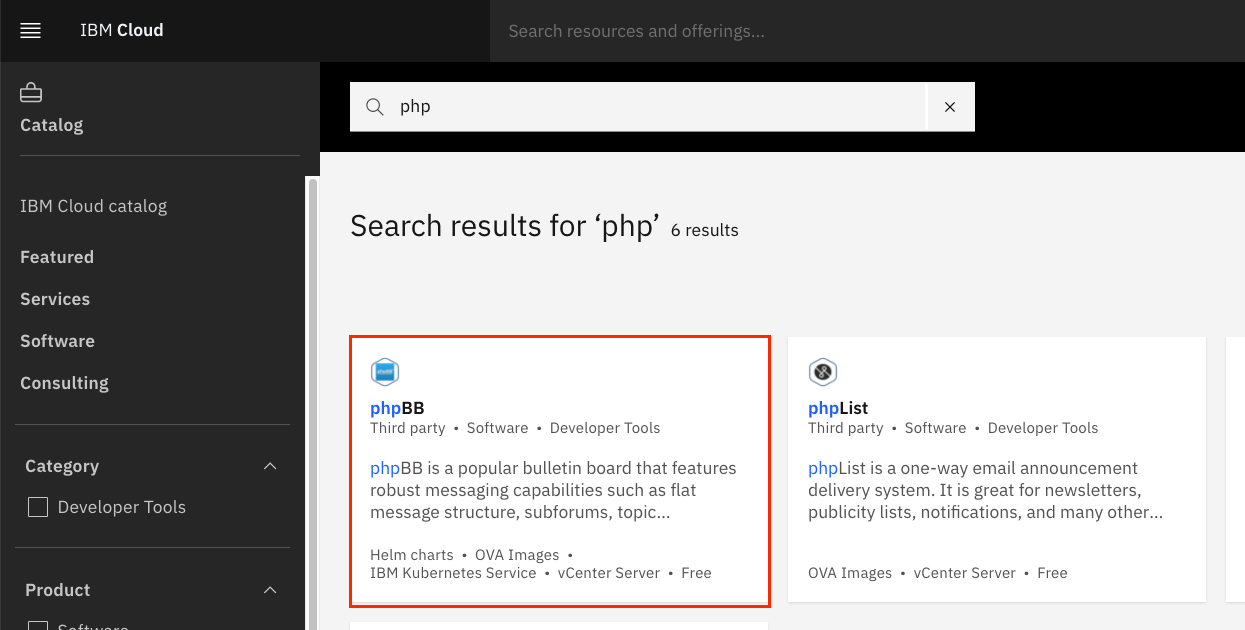 IBM Cloud
Search resources and offerings...
Catalog
IBM Cloud catalog
Featured
Services
Software
Consulting
Category
Developer Tools
Product
Software
php
Search results for ‘php’ 6 results
phpBB
Third party • Software • Developer Tools
phpBB is a popular bulletin board that features
robust messaging capabilities such as flat
message structure, subforums, topic...
Helm charts • OVA Images •
IBM Kubernetes Service • vCenter Server • Free
phpList
Third party • Software • Developer Tools
phpList is a one-way email announcement
delivery system. It is great for newsletters,
publicity lists, notifications, and many other...
OVA Images • vCenter Server • Free